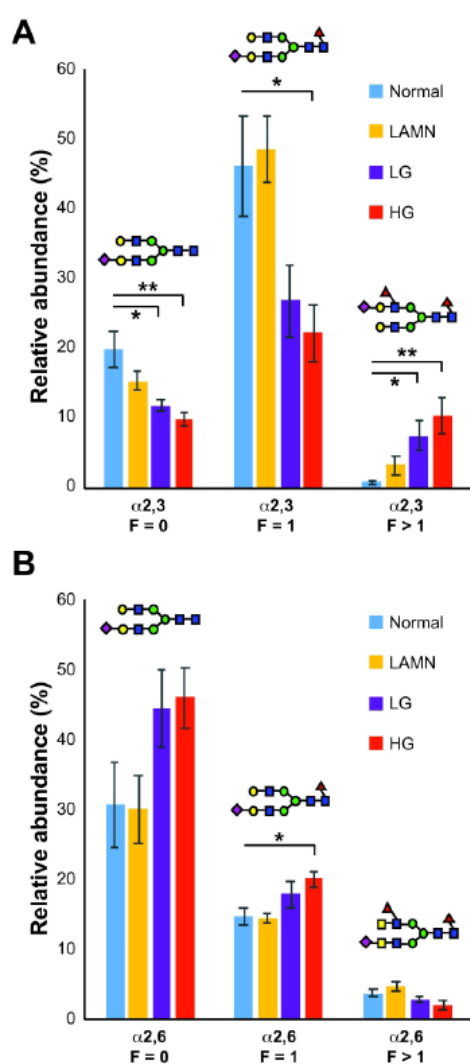 A
Relative abundance (%)
60
50
40
30
20
10
0
Normal
LAMN
LG
HG
**
*
*
**
*
α2,3
F = 0
α2,3
F = 1
α2,3
F > 1
B
Relative abundance (%)
60
50
40
30
20
10
0
Normal
LAMN
LG
HG
*
α2,6
F = 0
α2,6
F = 1
α2,6
F > 1